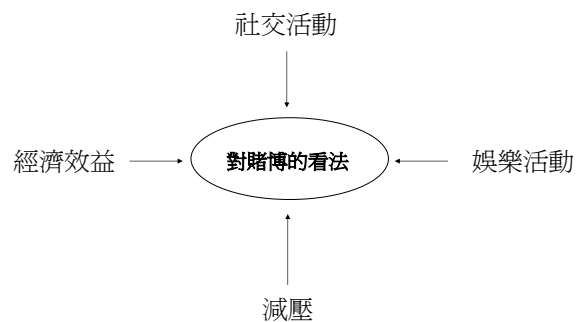 社交活動
經濟效益
對賭博的看法
娛樂活動
減壓